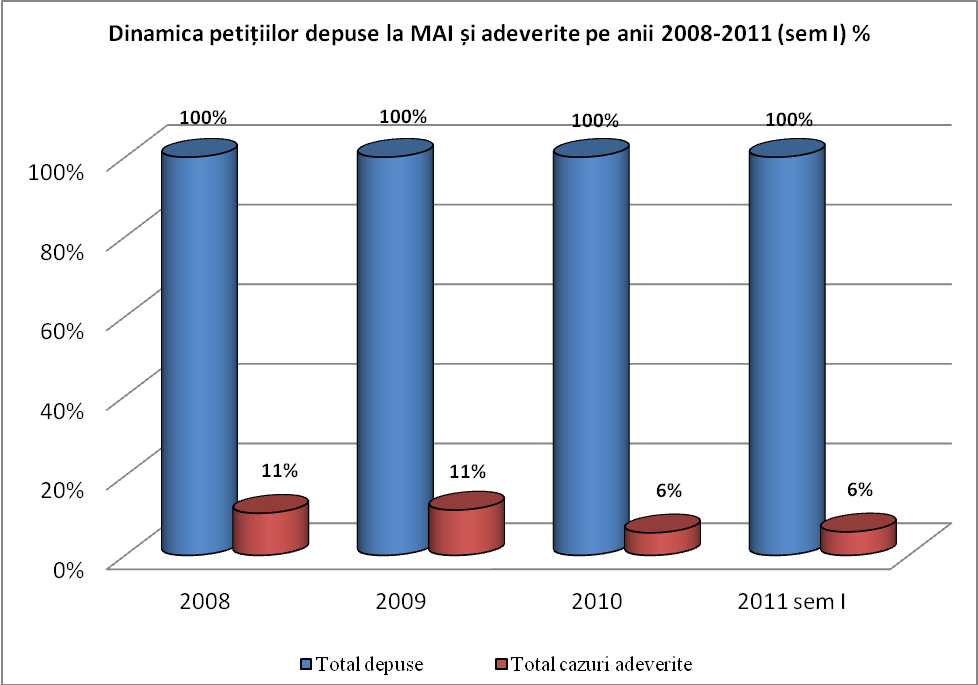 Dinamica petițiilor depuse la MAI și adeverite pe anii 2008-2011 (sem I) %
100% 100% 100% 100%
100%
80%
60%
40%
20%
0%
11% 11% 6% 6%
2008 2009 2010 2011 sem I
Total depuse Total cazuri adeverite